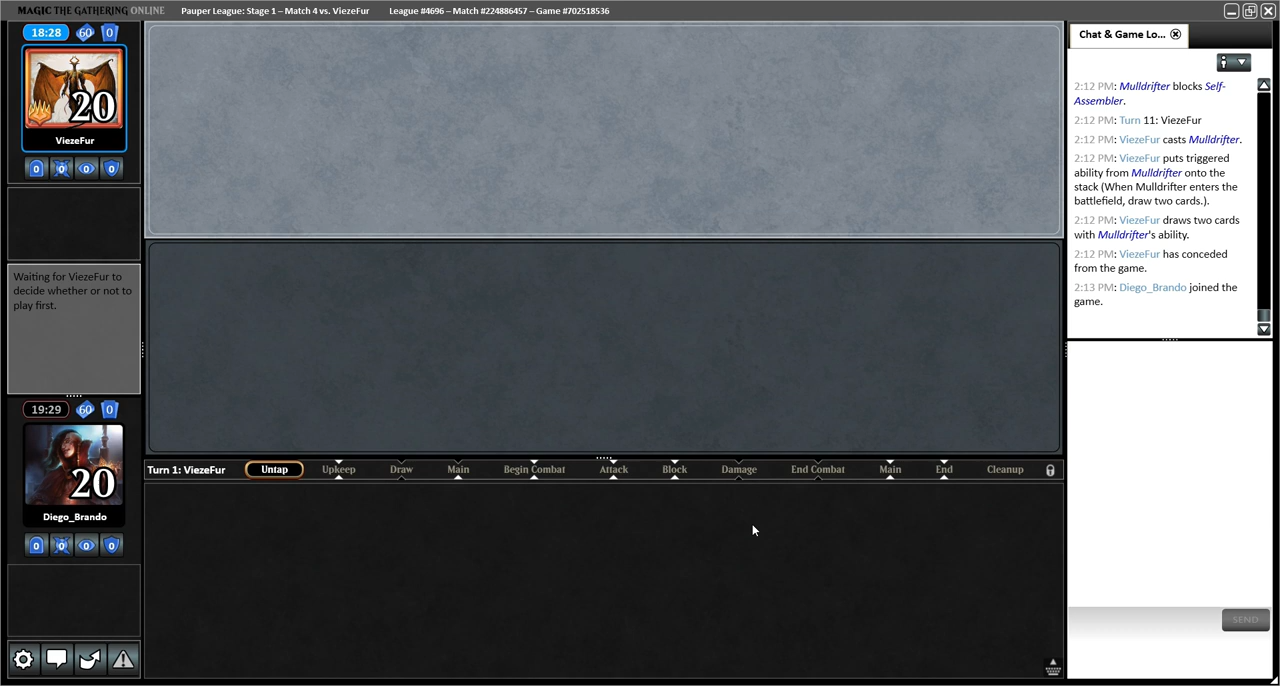 MAGIC THE GATHERING ONLINE Pauper League: Stage 1 – Match 4 vs. ViezeFur League #4696 – Match #224886457 – Game #702518536
18:28 60 0
20
ViezeFur
0 0 0 0
Waiting for ViezeFur to
decide whether or not to
play first.
19:29 60 0
20
Diego_Brando
0 0 0 0
Turn 1: ViezeFur Untap Upkeep Draw Main Begin Combat Attack Block Damage End Combat Main End Cleanup
Chat & Game Lo...
2:12 PM: Mulldrifter blocks Self-
Assembler.
2:12 PM: Turn 11: ViezeFur
2:12 PM: ViezeFur casts Mulldrifter.
2:12 PM: ViezeFur puts triggered
ability from Mulldrifter onto the
stack (When Mulldrifter enters the
battlefield, draw two cards.).
2:12 PM: ViezeFur draws two cards
with Mulldrifter's ability.
2:12 PM: ViezeFur has conceded
from the game.
2:13 PM: Diego_Brando joined the
game.
SEND